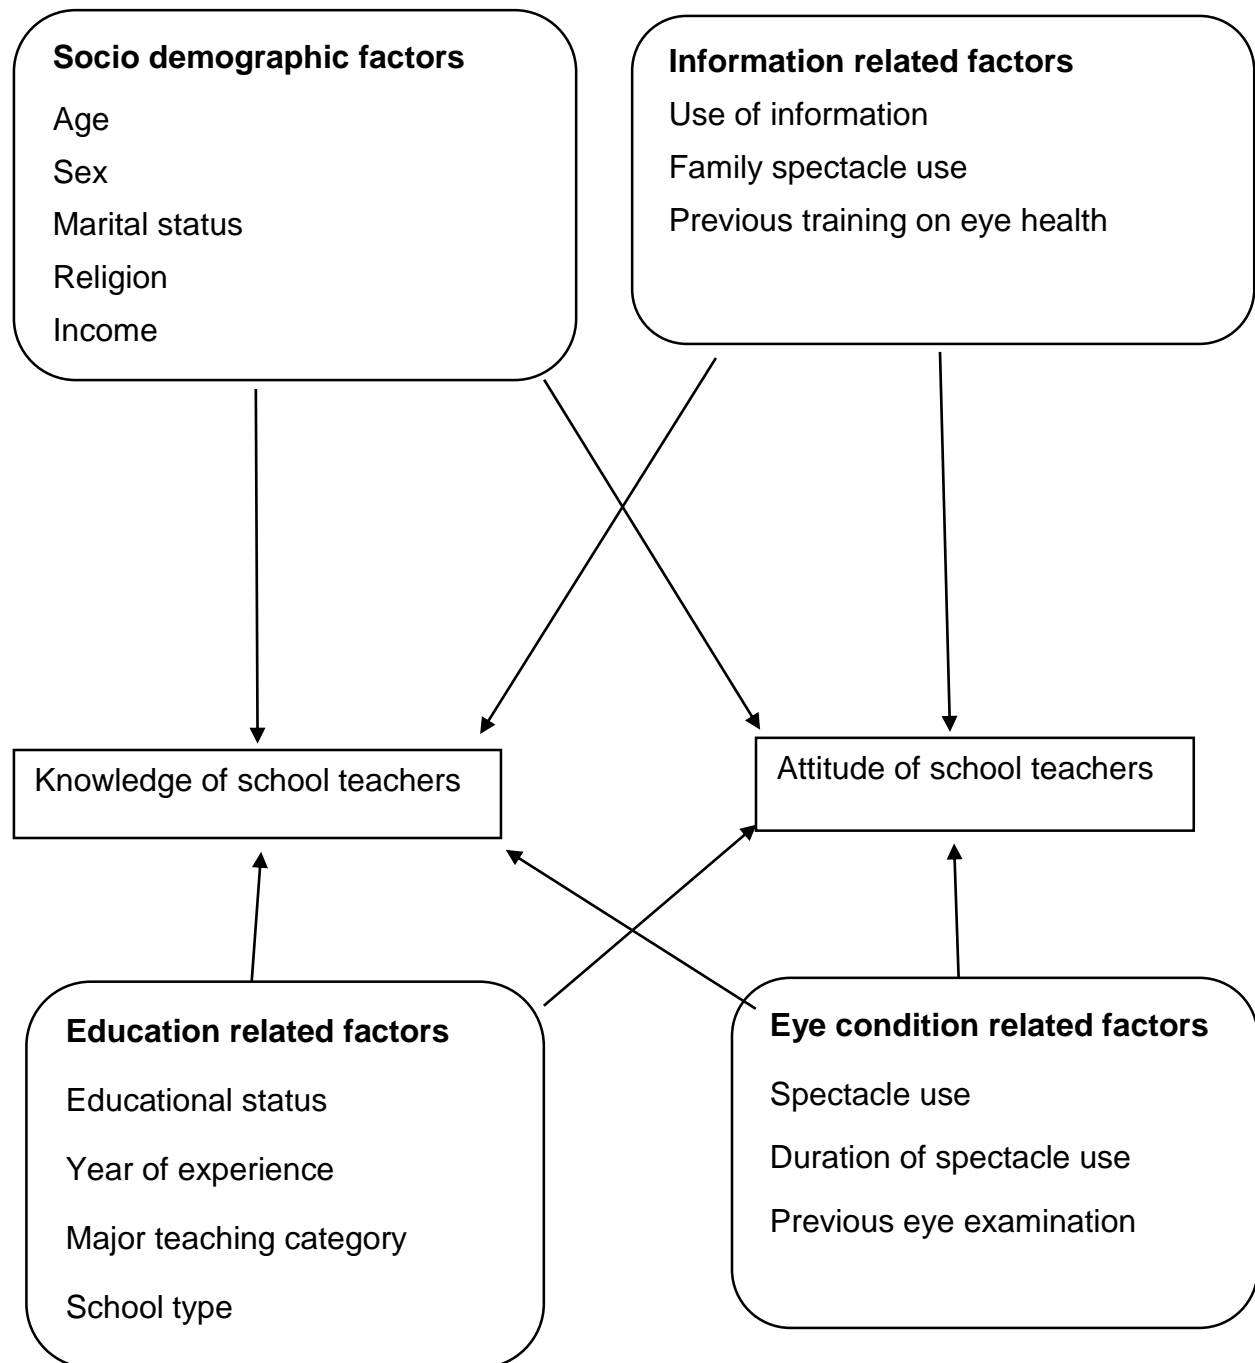 Socio demographic factors
Age
Sex
Marital status
Religion
Income
Information related factors
Use of information
Family spectacle use
Previous training on eye health
Knowledge of school teachers
Attitude of school teachers
Education related factors
Educational status
Year of experience
Major teaching category
School type
Eye condition related factors
Spectacle use
Duration of spectacle use
Previous eye examination